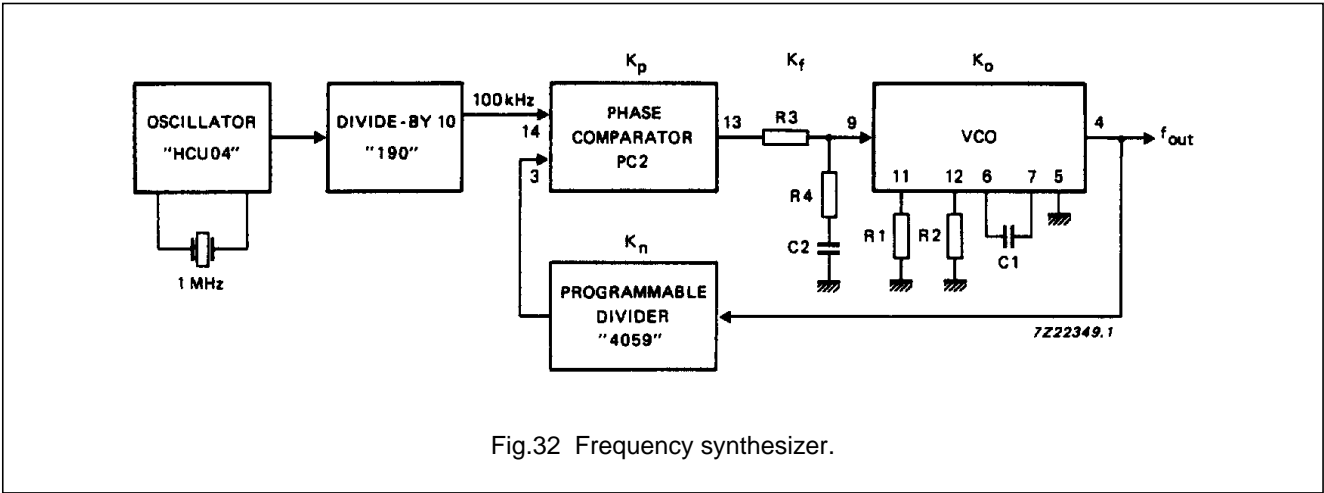 Kp
Kf
Ko
OSCILLATOR
"HCU04"
DIVIDE-BY 10
"190"
100kHz
14
3
PHASE
COMPARATOR
PC2
13
R3
9
VCO
4
fout
11
12
6
7
5
R4
C2
R1
R2
C1
1 MHz
Kn
PROGRAMMABLE
DIVIDER
"4059"
7Z22349.1
Fig.32 Frequency synthesizer.